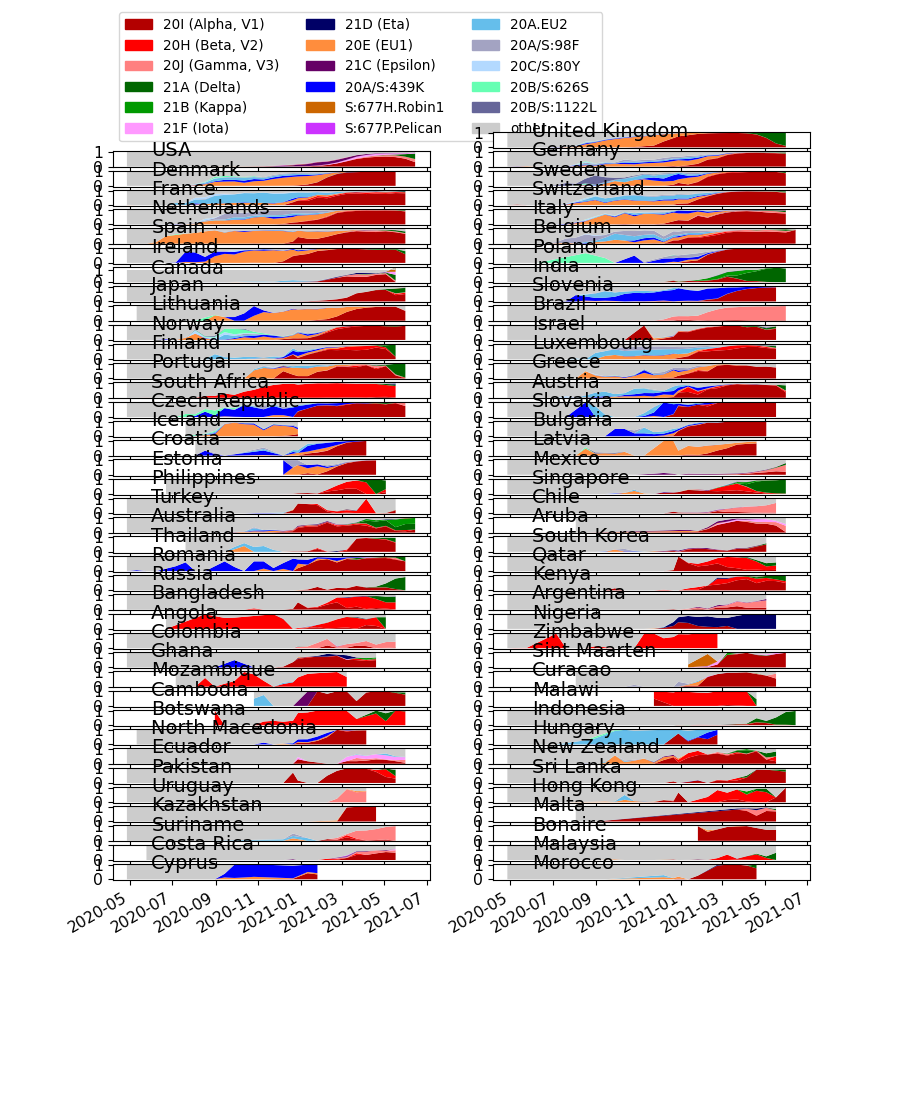 20I (Alpha, V1)
20H (Beta, V2)
20J (Gamma, V3)
21A (Delta)
21B (Kappa)
21F (Iota)
21D (Eta)
20E (EU1)
21C (Epsilon)
20A/S:439K
S:677H.Robin1
S:677P.Pelican
20A.EU2
20A/S:98F
20C/S:80Y
20B/S:626S
20B/S:1122L
other
USA
Denmark
France
Netherlands
Spain
Ireland
Canada
Japan
Lithuania
Norway
Finland
Portugal
South Africa
Czech Republic
Iceland
Croatia
Estonia
Philippines
Turkey
Australia
Thailand
Romania
Russia
Bangladesh
Angola
Colombia
Ghana
Mozambique
Cambodia
Botswana
North Macedonia
Ecuador
Pakistan
Uruguay
Kazakhstan
Suriname
Costa Rica
Cyprus
2020-05
2020-07
2020-09
2020-11
2021-01
2021-03
2021-05
2021-07
United Kingdom
Germany
Sweden
Switzerland
Italy
Belgium
Poland
India
Slovenia
Brazil
Israel
Luxembourg
Greece
Austria
Slovakia
Bulgaria
Latvia
Mexico
Singapore
Chile
Aruba
South Korea
Qatar
Kenya
Argentina
Nigeria
Zimbabwe
Sint Maarten
Curacao
Malawi
Indonesia
Hungary
New Zealand
Sri Lanka
Hong Kong
Malta
Bonaire
Malaysia
Morocco
2020-05
2020-07
2020-09
2020-11
2021-01
2021-03
2021-05
2021-07